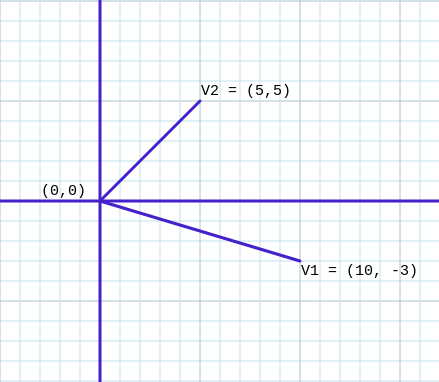 V2 = (5,5)
(0,0)
V1 = (10, -3)